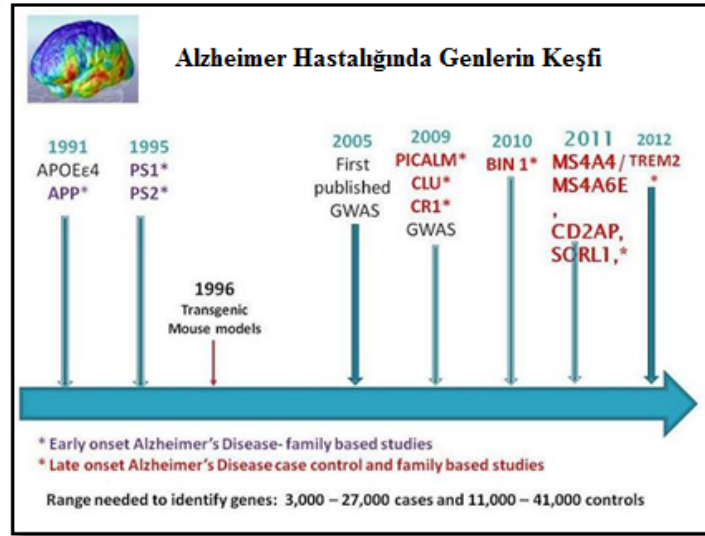 Alzheimer Hastalığında Genlerin Keşfi
1991
APOEε4
APP*
1995
PS1*
PS2*
1996
Transgenic
Mouse models
2005
First
published
GWAS
2009
PICALM*
CLU*
CR1*
GWAS
2010
BIN 1*
2011
MS4A4/
MS4A6E
,
CD2AP,
SORL1,*
2012
TREM2
*
* Early onset Alzheimer's Disease- family based studies
* Late onset Alzheimer's Disease case control and family based studies
Range needed to identify genes: 3,000 – 27,000 cases and 11,000 – 41,000 controls